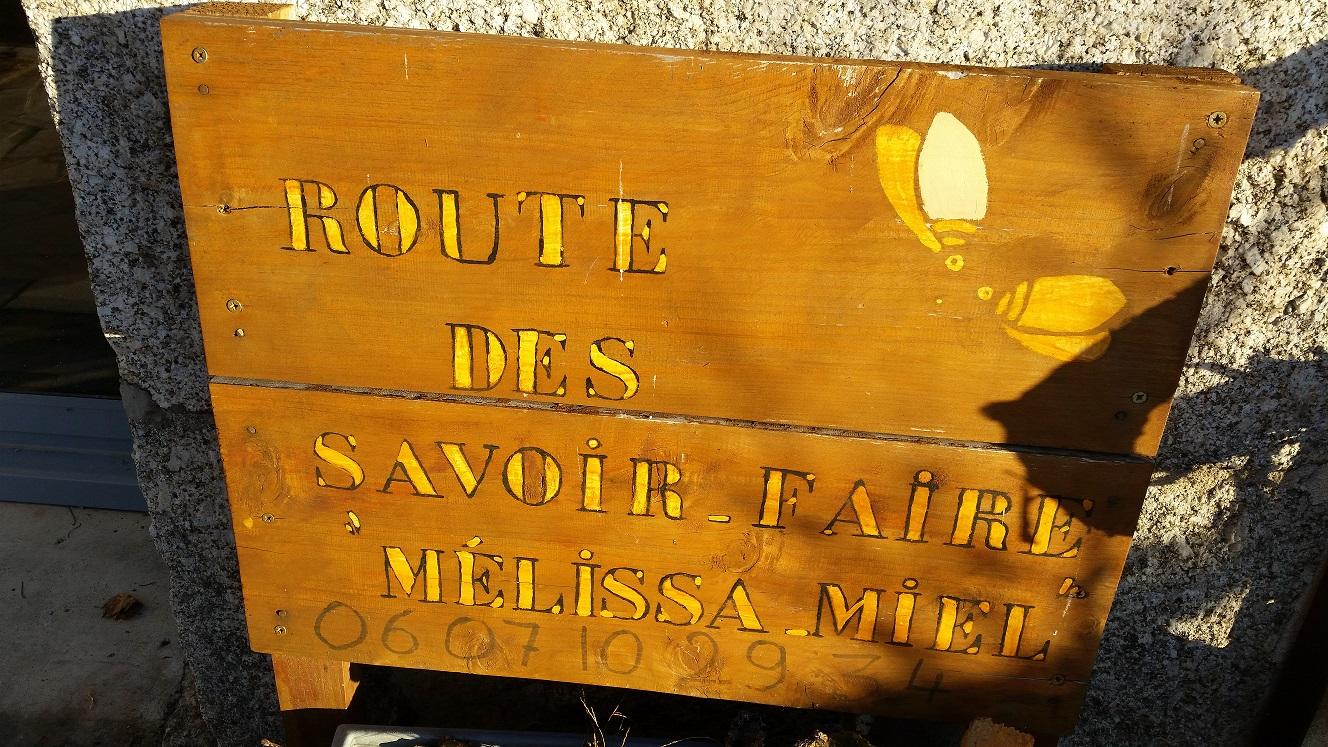 ROUTE
DES
SAVOIR-FAIRE
"MÉLISSA-MIEL"
06 07 10 29 34